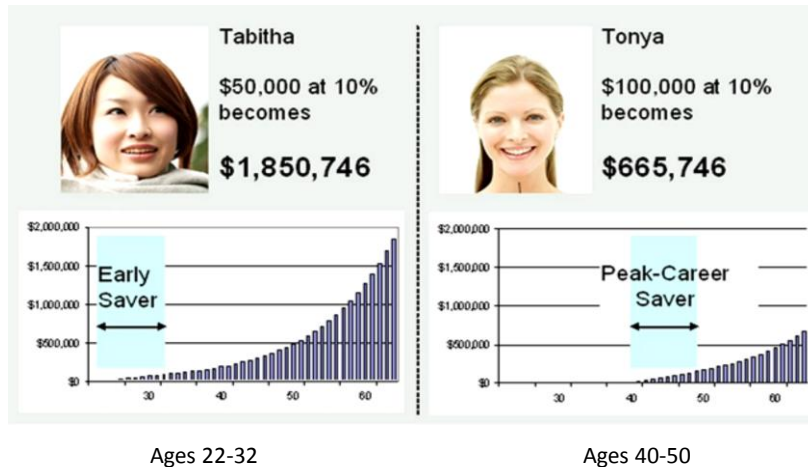 Tabitha
$50,000 at 10%
becomes
$1,850,746
Tonya
$100,000 at 10%
becomes
$665,746
$2,000,000
$1,500,000
$1,000,000
$500,000
$0
Early
Saver
30
40
50
60
$2,000,000
$1,500,000
$1,000,000
$500,000
$0
Peak-Career
Saver
30
40
50
60
Ages 22-32
Ages 40-50